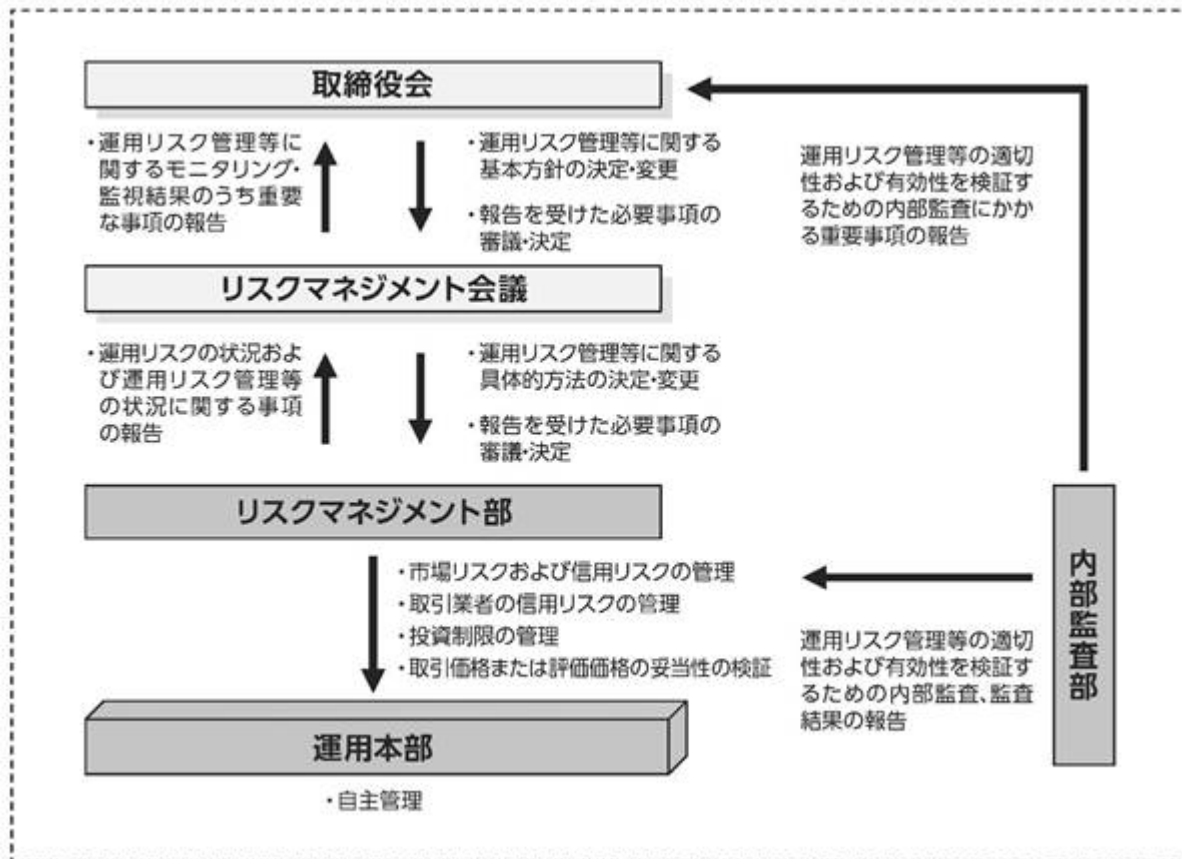 取締役会
・運用リスク管理等に
関するモニタリング・
監視結果のうち重要
な事項の報告
・運用リスク管理等に関する
基本方針の決定・変更
・報告を受けた必要事項の
審議・決定
運用リスク管理等の適切
性および有効性を検証す
るための内部監査にかか
る重要事項の報告
リスクマネジメント会議
・運用リスクの状況およ
び運用リスク管理等
の状況に関する事項
の報告
・運用リスク管理等に関する
具体的方法の決定・変更
・報告を受けた必要事項の
審議・決定
リスクマネジメント部
・市場リスクおよび信用リスクの管理
・取引業者の信用リスクの管理
・投資制限の管理
・取引価格または評価価格の妥当性の検証
運用リスク管理等の適切
性および有効性を検証す
るための内部監査、監査
結果の報告
内部監査部
運用本部
・自主管理